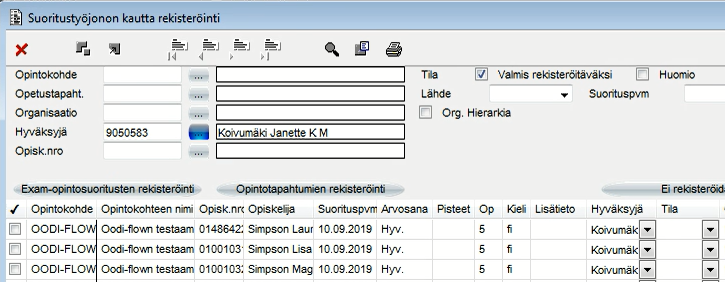 Suoritustyöjonon kautta rekisteröinti
Opintokohde ... Tila Valmis rekisteröitäväksi Huomio
Opetustapaht. ... Lähde Suorituspvm
Organisaatio ... Org. Hierarkia
Hyväksyjä 9050583 ... Koivumäki Janette K M
Opisk.nro ...
Exam-opintosuoritusten rekisteröinti Opintotapahtumien rekisteröinti Ei rekisteröidä
Opintokohde Opintokohteen nimi Opisk.nro Opiskelija Suorituspvm Arvosana Pisteet Op Kieli Lisätieto Hyväksyjä Tila
OODI-FLOW Oodi-flown testaam 01486422 Simpson Laur 10.09.2019 Hyv. 5 fi Koivumäk
OODI-FLOW Oodi-flown testaam 01001031 Simpson Lisa 10.09.2019 Hyv. 5 fi Koivumäk
OODI-FLOW Oodi-flown testaam 01001032 Simpson Mag 10.09.2019 Hyv. 5 fi Koivumäk